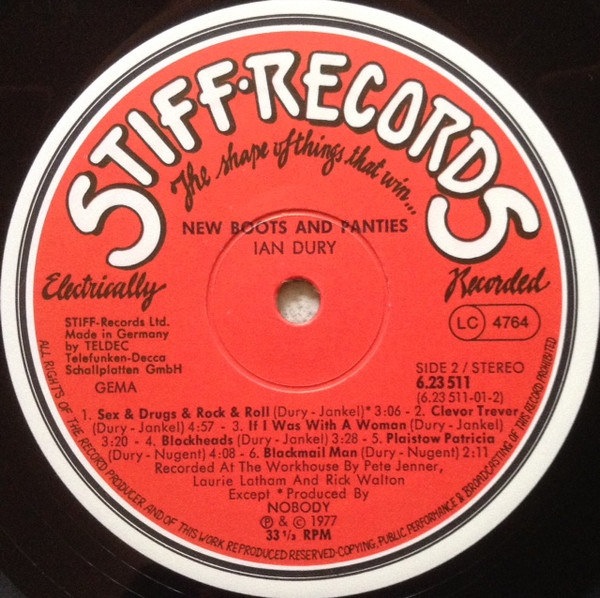 STIFF·RECORDS
The shape of things that win...
NEW BOOTS AND PANTIES
IAN DURY
Electrically
Recorded
STIFF-Records Ltd.
Made in Germany
by TELDEC
Telefunken-Decca
Schallplatten GmbH
GEMA
LC 4764
SIDE 2 / STEREO
6.23 511
(6.23 511-01-2)
1. Sex & Drugs & Rock & Roll (Dury - Jankel)* 3:06 - 2. Clevor Trever
(Dury - Jankel) 4:57 - 3. If I Was With A Woman (Dury - Jankel)
3:20 - 4. Blockheads (Dury - Jankel) 3:28 - 5. Plaistow Patricia
(Dury - Nugent) 4:08 - 6. Blackmail Man (Dury - Nugent) 2:11
Recorded At The Workhouse By Pete Jenner,
Laurie Latham And Rick Walton
Except * Produced By
NOBODY
Ⓟ & © 1977
33 ⅓ RPM
ALL RIGHTS OF THE RECORD PRODUCER AND OF THIS WORK REPRODUCED RESERVED-COPYING, PUBLIC PERFORMANCE & BROADCASTING OF THIS RECORD PROHIBITED